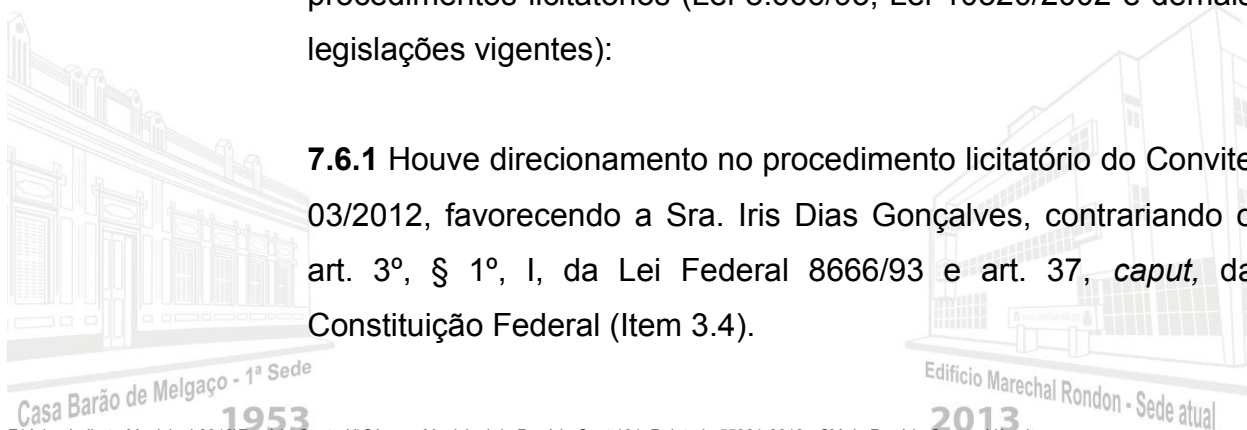 legislações vigentes):
7.6.1 Houve direcionamento no procedimento licitatório do Convite
03/2012, favorecendo a Sra. Iris Dias Gonçalves, contrariando o
art. 3º, § 1º, I, da Lei Federal 8666/93 e art. 37, caput, da
Constituição Federal (Item 3.4).
Casa Barão de Melgaço - 1ª Sede
1953
Edifício Marechal Rondon - Sede atual
2013